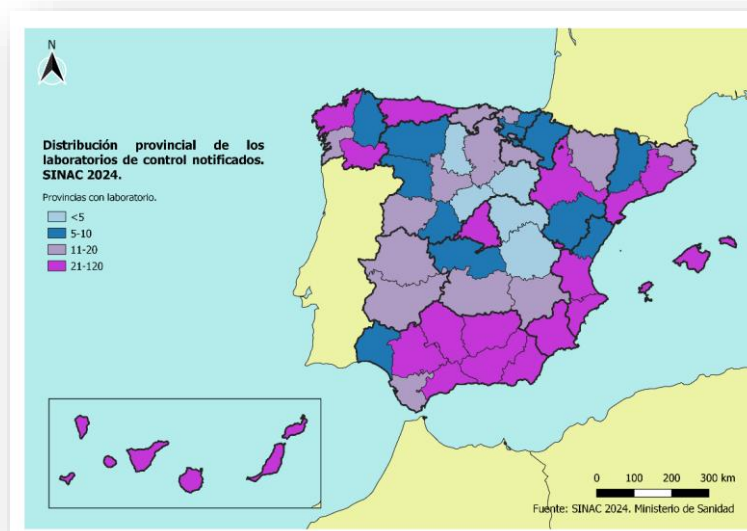 N
Distribución provincial de los
laboratorios de control notificados.
SINAC 2024.
Provincias con laboratorio.
<5
5-10
11-20
21-120
0 100 200 300 km
Fuente: SINAC 2024. Ministerio de Sanidad